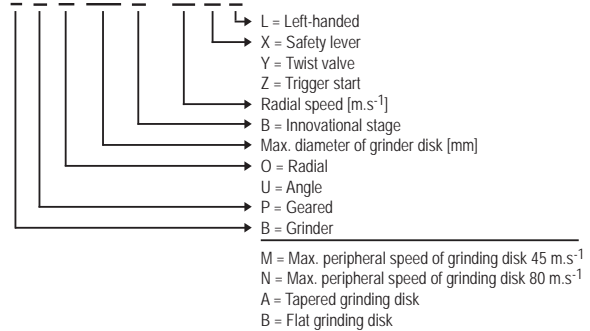 L = Left-handed
X = Safety lever
Y = Twist valve
Z = Trigger start
Radial speed [m.s-1]
B = Innovational stage
Max. diameter of grinder disk [mm]
O = Radial
U = Angle
P = Geared
B = Grinder
M = Max. peripheral speed of grinding disk 45 m.s-1
N = Max. peripheral speed of grinding disk 80 m.s-1
A = Tapered grinding disk
B = Flat grinding disk